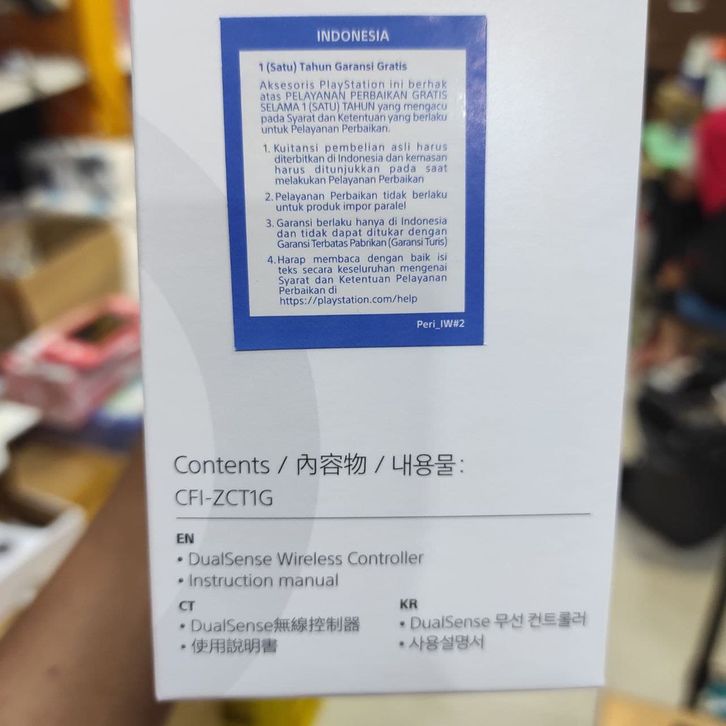 INDONESIA
1 (Satu) Tahun Garansi Gratis
Aksesoris PlayStation ini berhak
atas PELAYANAN PERBAIKAN GRATIS
SELAMA 1 (SATU) TAHUN yang mengacu
pada Syarat dan Ketentuan yang berlaku
untuk Pelayanan Perbaikan.
1. Kuitansi pembelian asli harus
diterbitkan di Indonesia dan kemasan
harus ditunjukkan pada saat
melakukan Pelayanan Perbaikan
2. Pelayanan Perbaikan tidak berlaku
untuk produk impor paralel
3. Garansi berlaku hanya di Indonesia
dan tidak dapat ditukar dengan
Garansi Terbatas Pabrikan (Garansi Turis)
4. Harap membaca dengan baik isi
teks secara keseluruhan mengenai
Syarat dan Ketentuan Pelayanan
Perbaikan di
https://playstation.com/help
Peri_IW#2
Contents / 內容物 / 내용물:
CFI-ZCT1G
EN
• DualSense Wireless Controller
• Instruction manual
CT
• DualSense無線控制器
• 使用說明書
KR
• DualSense 무선 컨트롤러
• 사용설명서